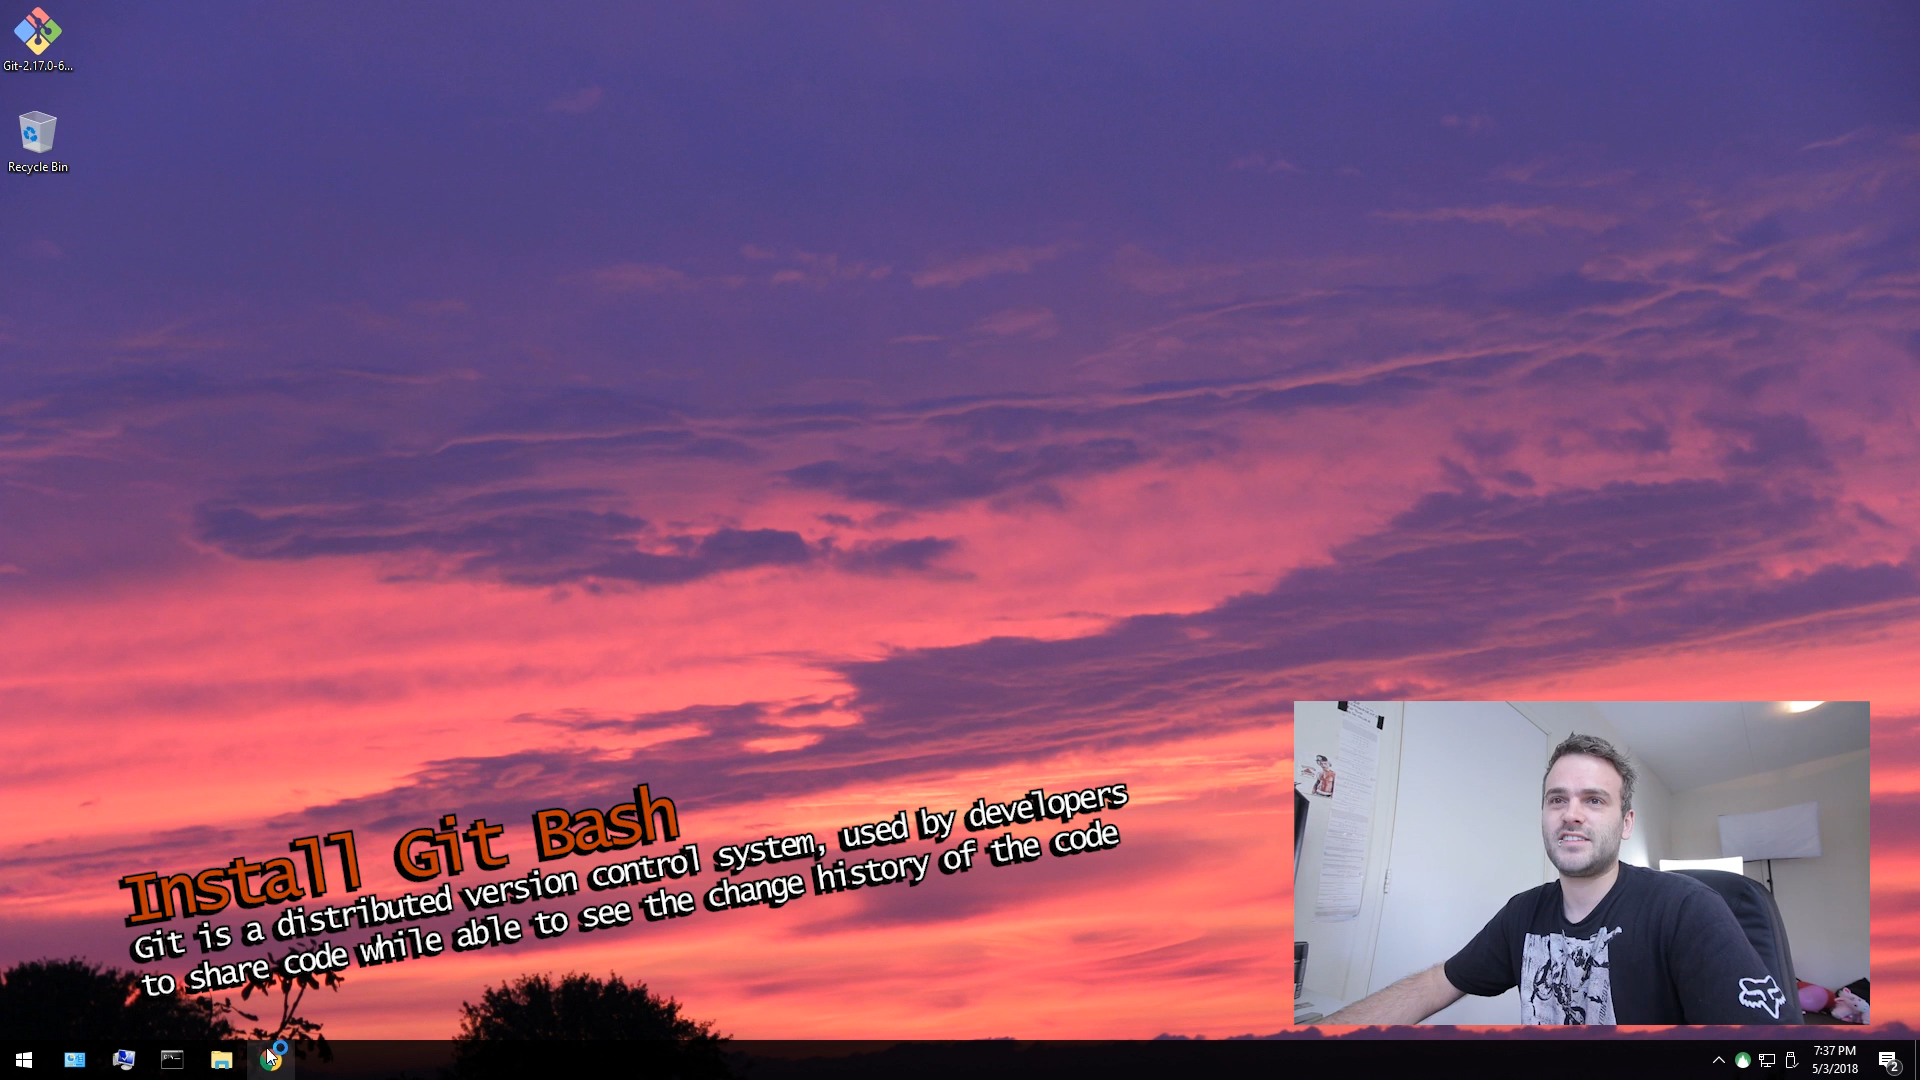 Git-2.17.0-6...
Recycle Bin
Install Git Bash
Git is a distributed version control system, used by developers
to share code while able to see the change history of the code
7:37 PM
5/3/2018
2